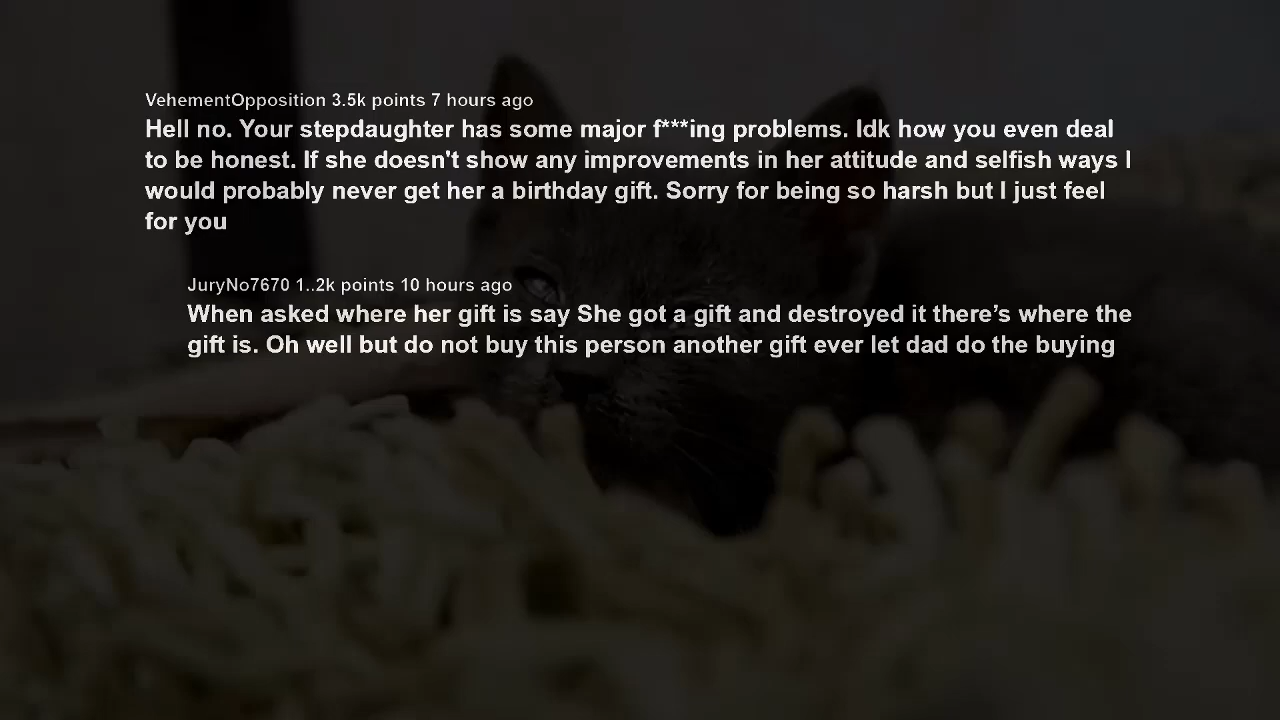 VehementOpposition 3.5k points 7 hours ago
Hell no. Your stepdaughter has some major f***ing problems. Idk how you even deal
to be honest. If she doesn't show any improvements in her attitude and selfish ways I
would probably never get her a birthday gift. Sorry for being so harsh but I just feel
for you
JuryNo7670 1..2k points 10 hours ago
When asked where her gift is say She got a gift and destroyed it there’s where the
gift is. Oh well but do not buy this person another gift ever let dad do the buying